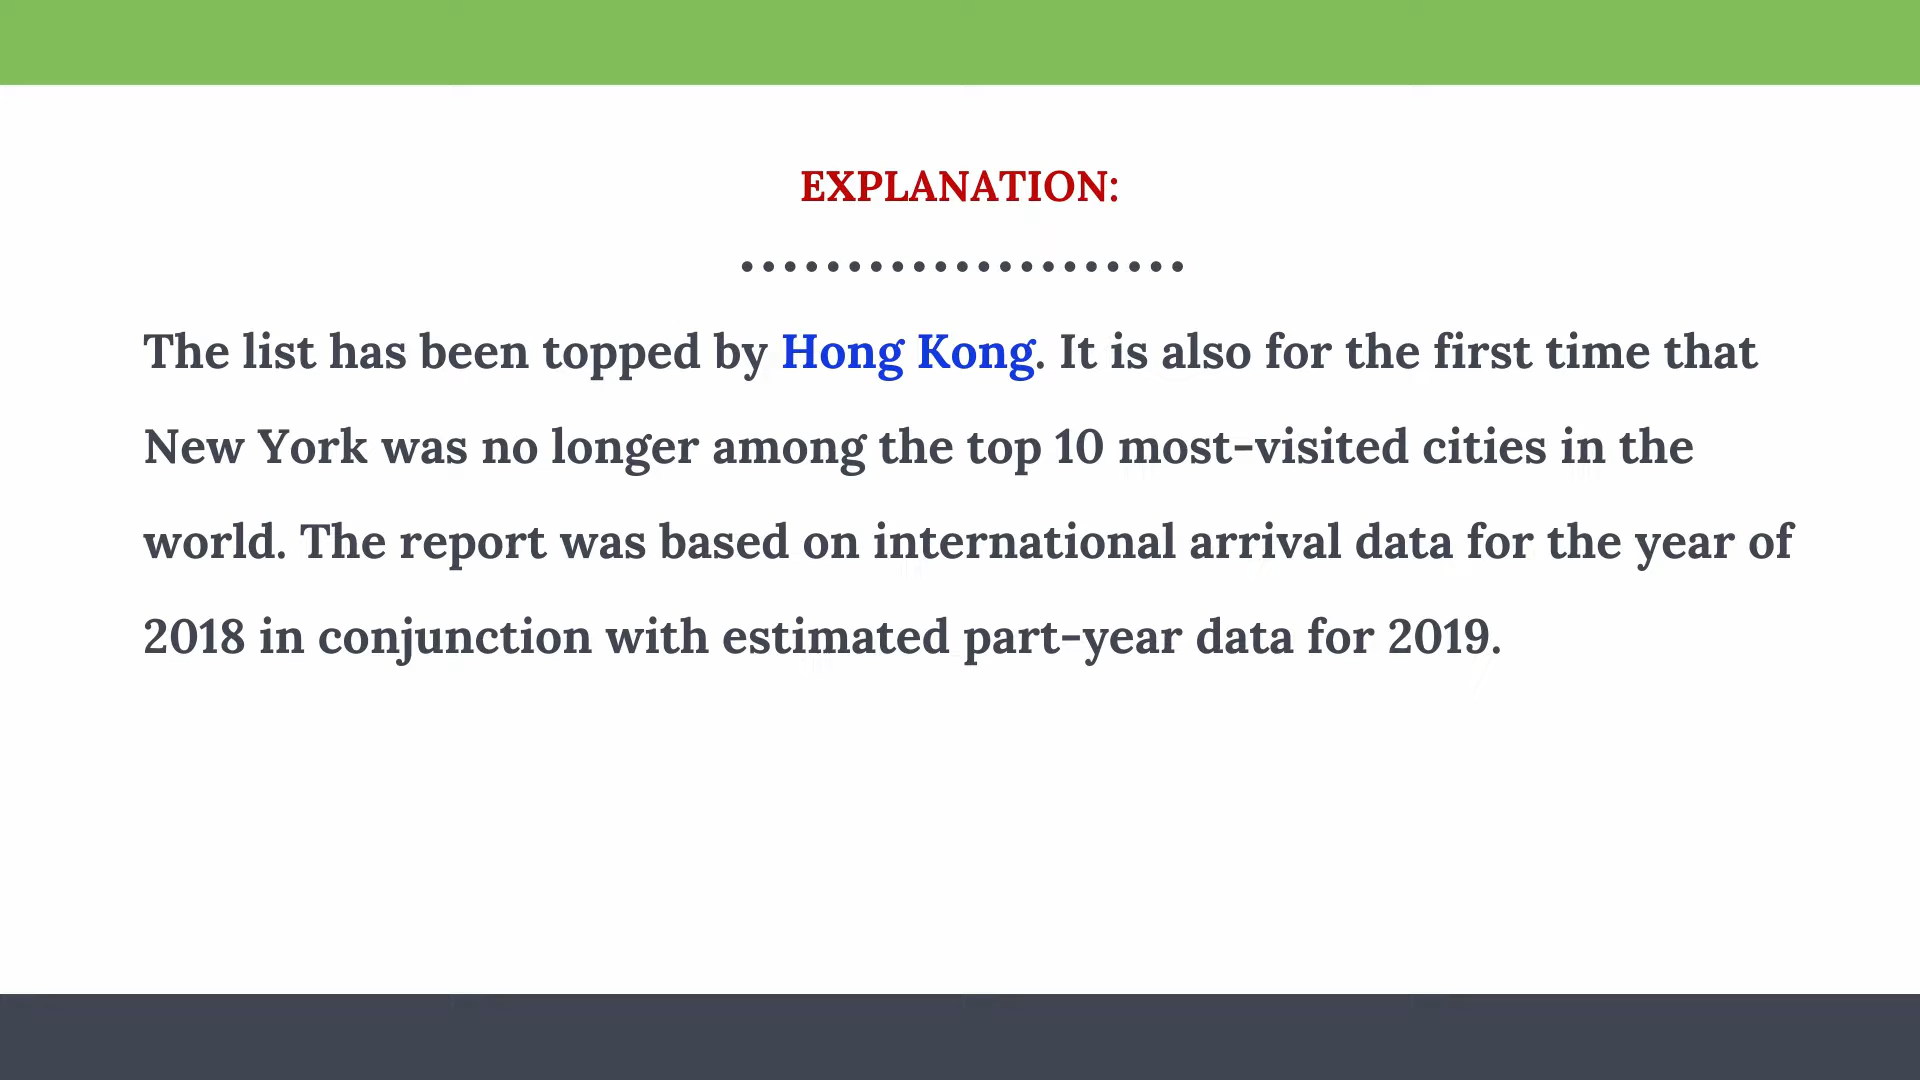 EXPLANATION:
The list has been topped by Hong Kong. It is also for the first time that
New York was no longer among the top 10 most-visited cities in the
world. The report was based on international arrival data for the year of
2018 in conjunction with estimated part-year data for 2019.